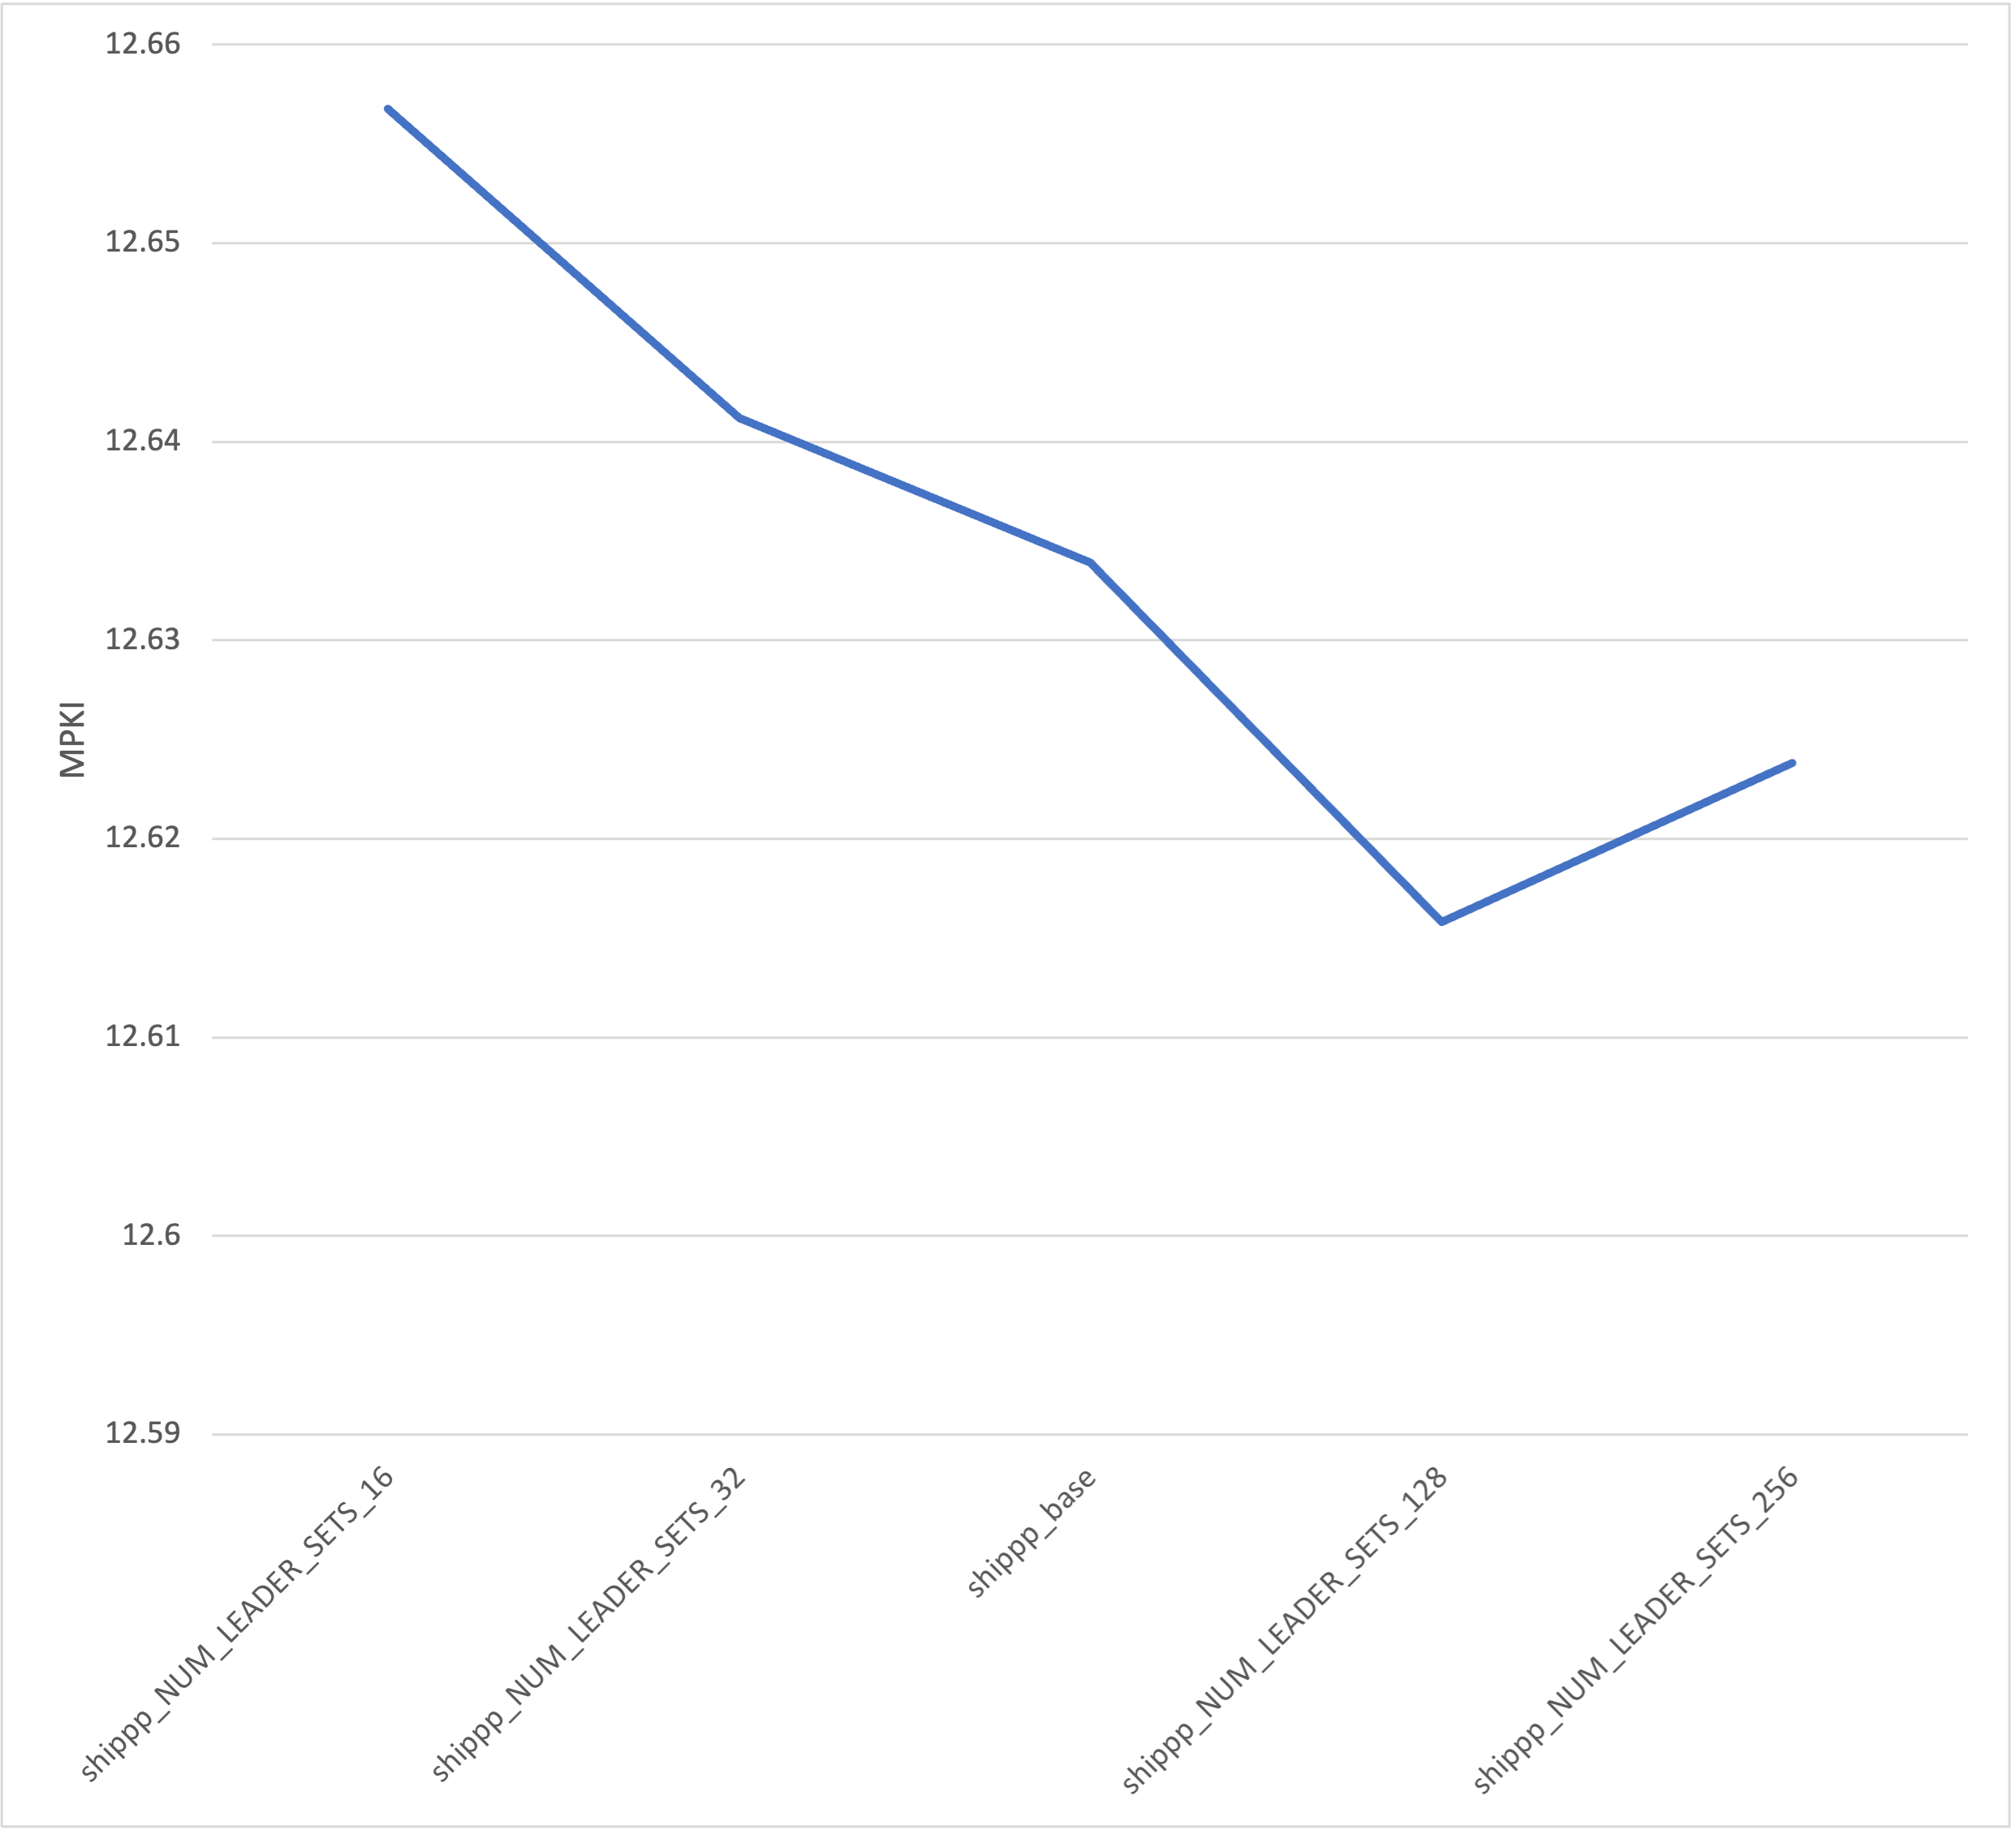 12.66
12.65
12.64
12.63
12.62
12.61
12.6
12.59
MPKI
shippp_NUM_LEADER_SETS_16
shippp_NUM_LEADER_SETS_32
shippp_base
shippp_NUM_LEADER_SETS_128
shippp_NUM_LEADER_SETS_256